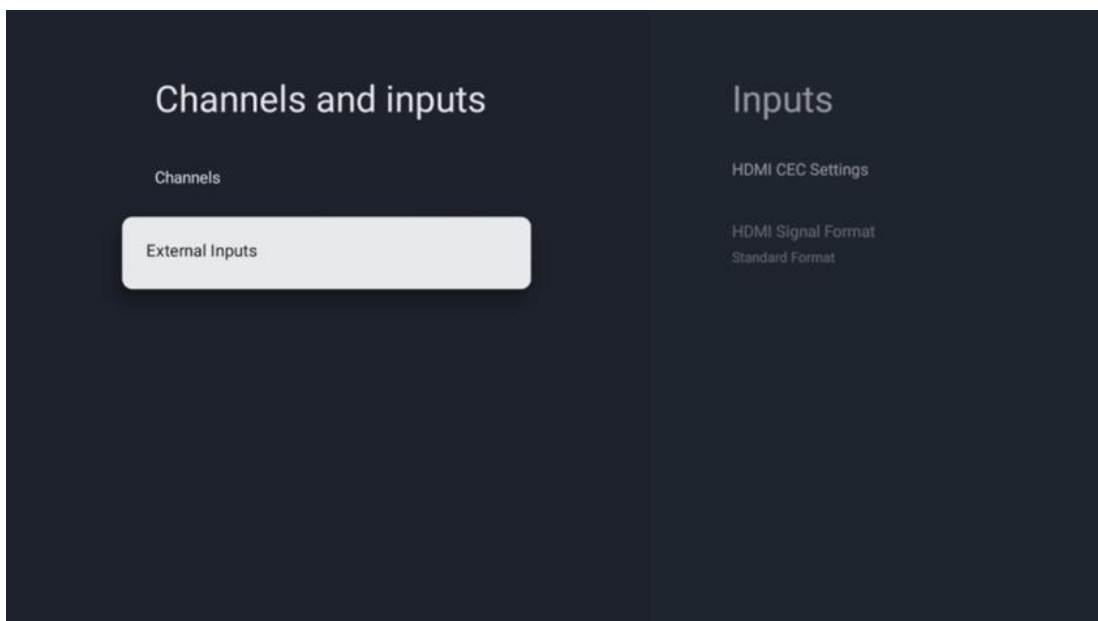 Channels and inputs
Channels
External Inputs
Inputs
HDMI CEC Settings
HDMI Signal Format
Standard Format